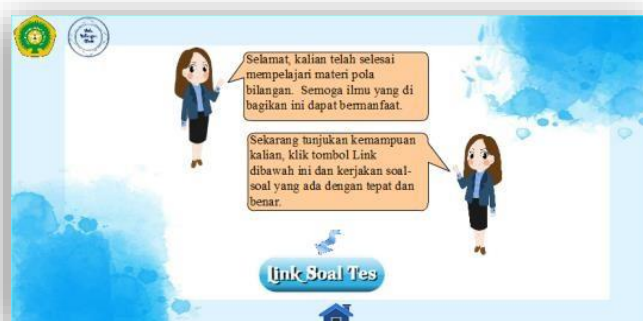 Selamat, kalian telah selesai
mempelajari materi pola
bilangan. Semoga ilmu yang di
bagikan ini dapat bermanfaat.
Sekarang tunjukan kemampuan
kalian, klik tombol Link
dibawah ini dan kerjakan soal-
soal yang ada dengan tepat dan
benar.
Link Soal Tes